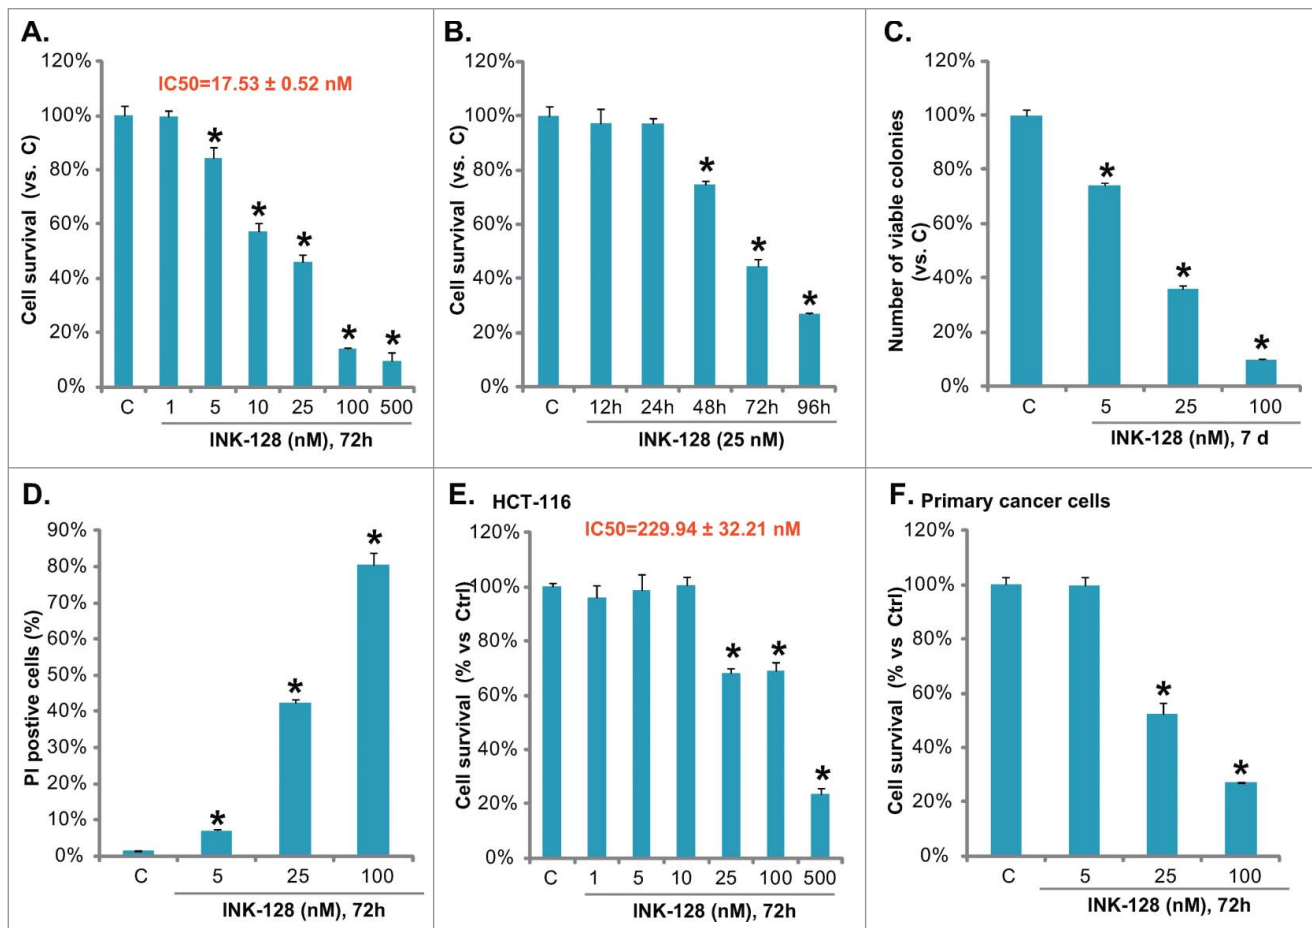 A.
IC50=17.53 ± 0.52 nM
Cell survival (vs. C)
120%
100%
80%
60%
40%
20%
0%
*
*
*
*
*
C 1 5 10 25 100 500
INK-128 (nM), 72h
B.
Cell survival (vs. C)
120%
100%
80%
60%
40%
20%
0%
*
*
*
C 12h 24h 48h 72h 96h
INK-128 (25 nM)
C.
Number of viable colonies
(vs. C)
120%
100%
80%
60%
40%
20%
0%
*
*
*
C 5 25 100
INK-128 (nM), 7 d
D.
PI postive cells (%)
90%
80%
70%
60%
50%
40%
30%
20%
10%
0%
*
*
*
C 5 25 100
INK-128 (nM), 72h
E. HCT-116
IC50=229.94 ± 32.21 nM
Cell survival (% vs Ctrl)
120%
100%
80%
60%
40%
20%
0%
*
*
*
C 1 5 10 25 100 500
INK-128 (nM), 72h
F. Primary cancer cells
Cell survival (% vs Ctrl)
120%
100%
80%
60%
40%
20%
0%
*
*
C 5 25 100
INK-128 (nM), 72h